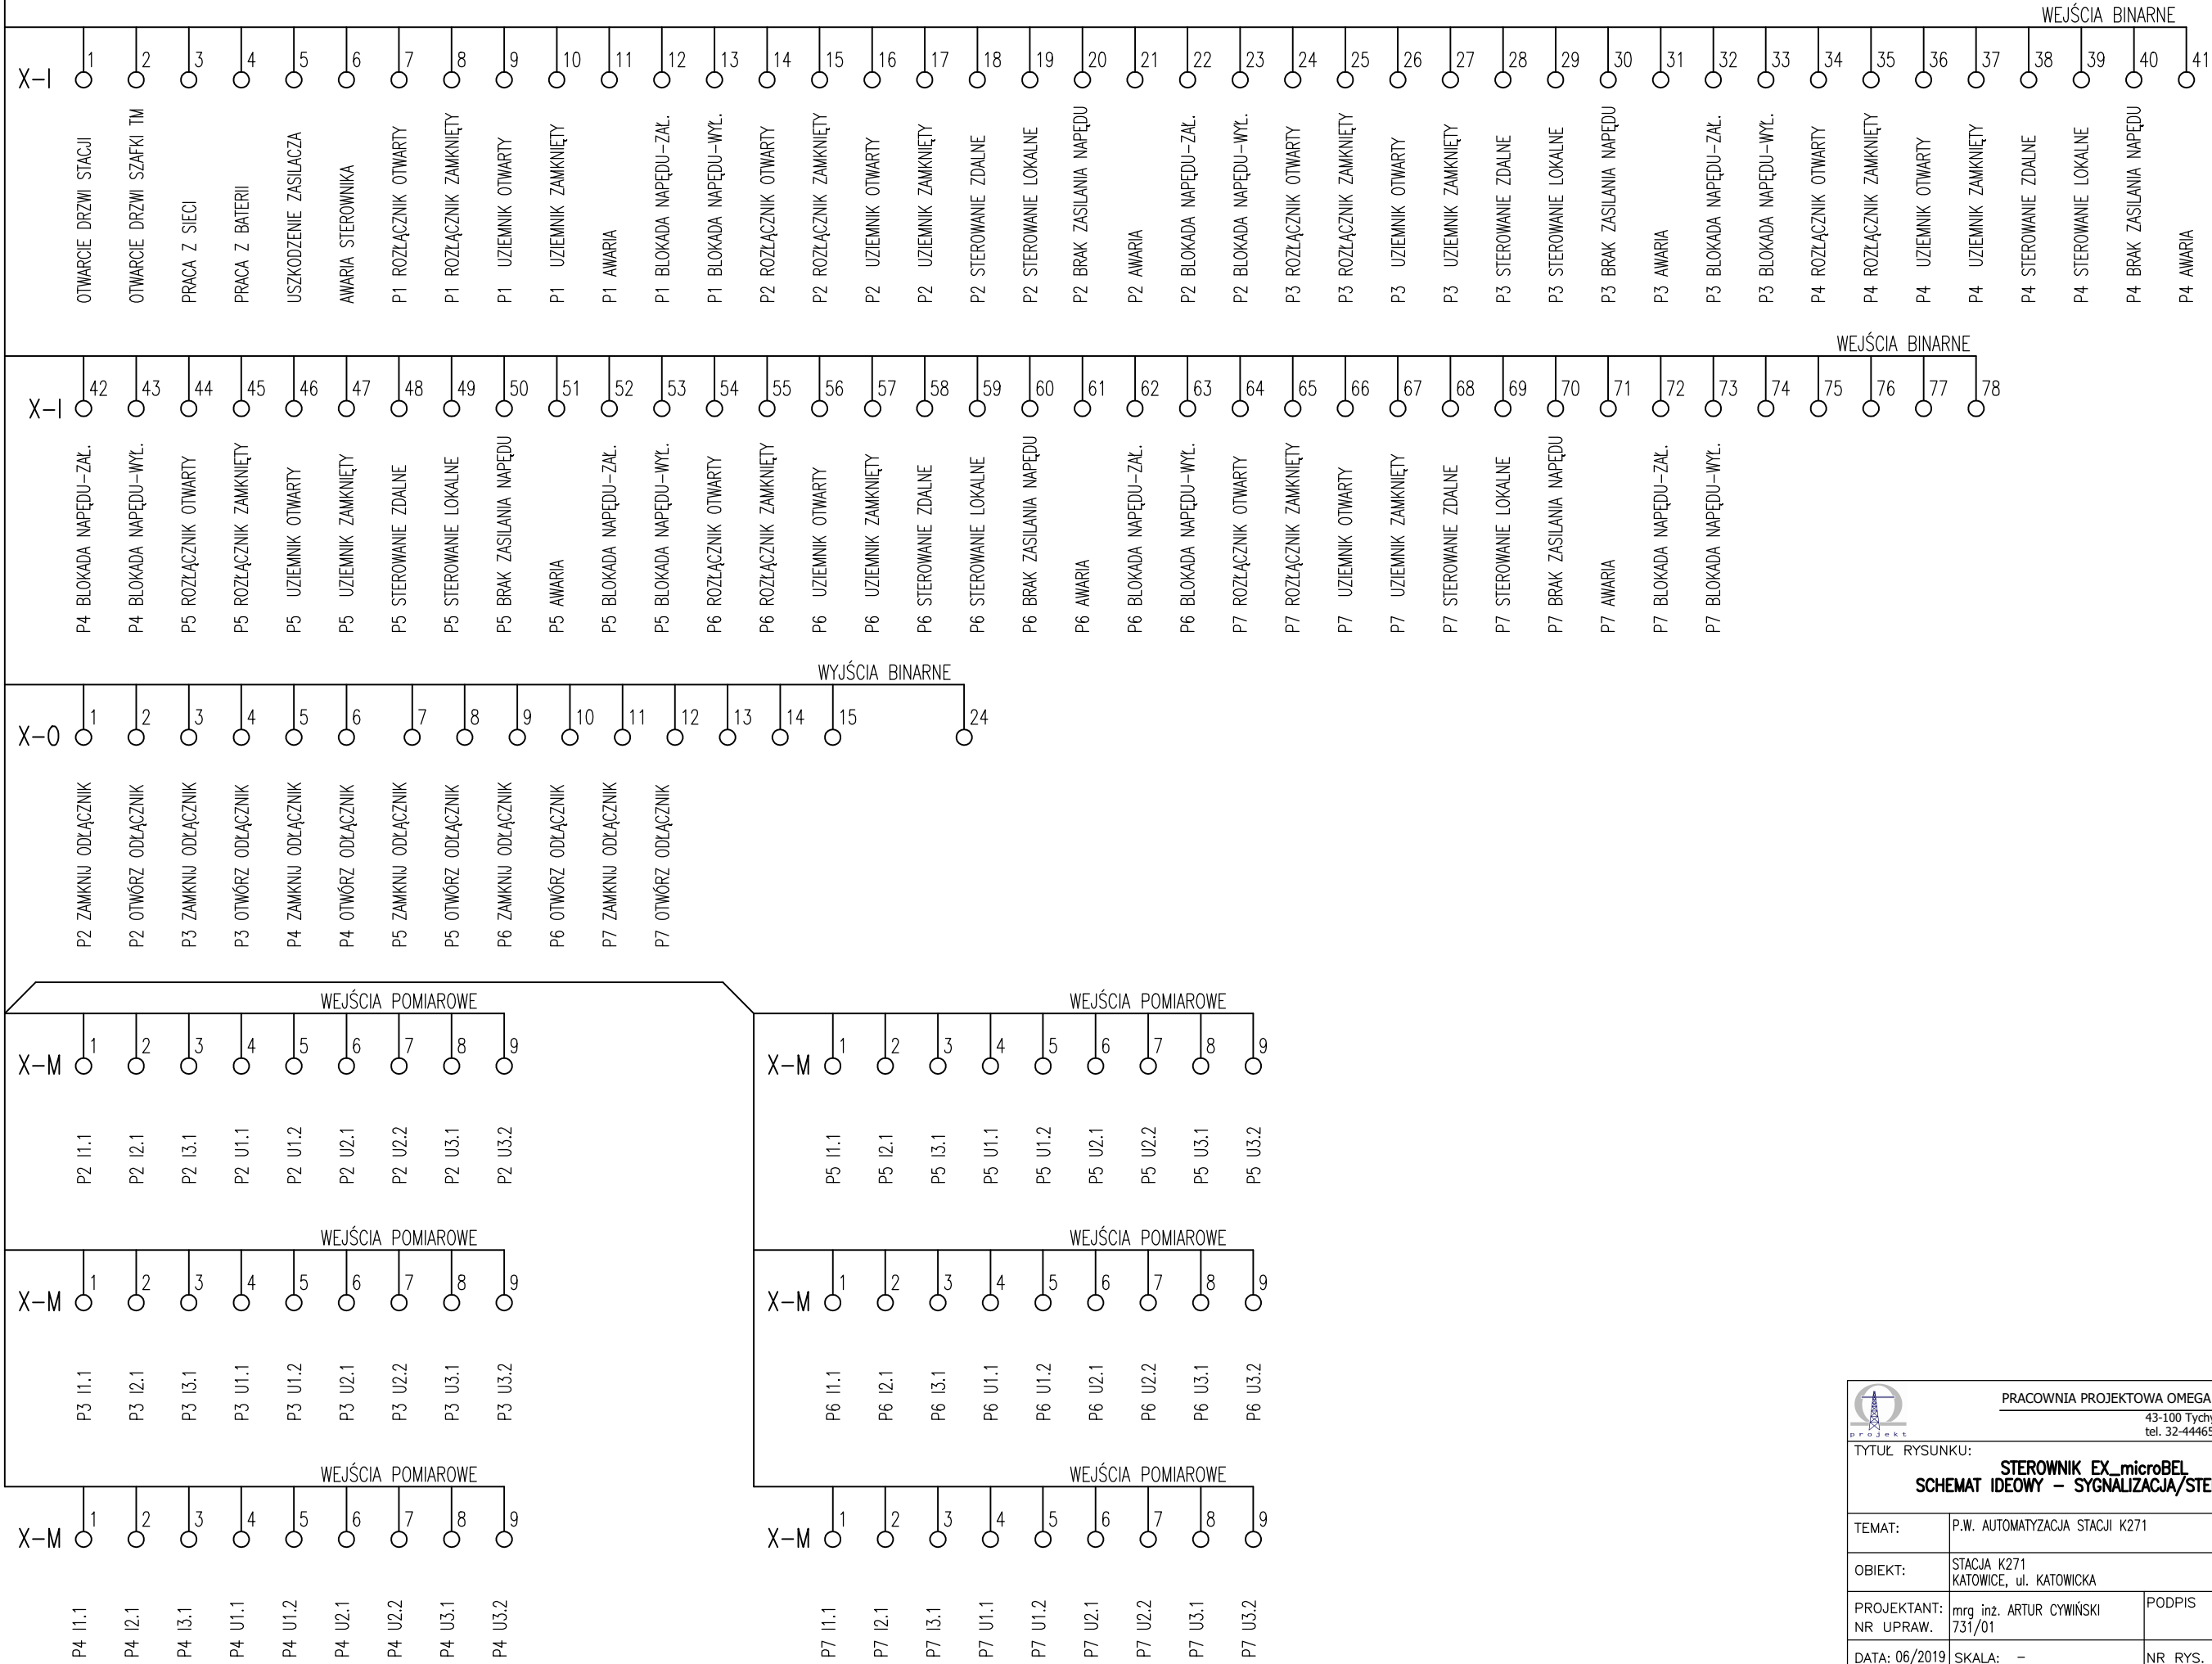 WEJŚCIA BINARNE
X-I 1 2 3 4 5 6 7 8 9 10 11 12 13 14 15 16 17 18 19 20 21 22 23 24 25 26 27 28 29 30 31 32 33 34 35 36 37 38 39 40 41
OTWARCIE DRZWI STACJI
OTWARCIE DRZWI SZAFKI TM
PRACA Z SIECI
PRACA Z BATERII
USZKODZENIE ZASILACZA
AWARIA STEROWNIKA
P1 ROZŁĄCZNIK OTWARTY
P1 ROZŁĄCZNIK ZAMKNIĘTY
P1 UZIEMNIK OTWARTY
P1 UZIEMNIK ZAMKNIĘTY
P1 AWARIA
P1 BLOKADA NAPĘDU-ZAŁ.
P1 BLOKADA NAPĘDU-WYŁ.
P2 ROZŁĄCZNIK OTWARTY
P2 ROZŁĄCZNIK ZAMKNIĘTY
P2 UZIEMNIK OTWARTY
P2 UZIEMNIK ZAMKNIĘTY
P2 STEROWANIE ZDALNE
P2 STEROWANIE LOKALNE
P2 BRAK ZASILANIA NAPĘDU
P2 AWARIA
P2 BLOKADA NAPĘDU-ZAŁ.
P2 BLOKADA NAPĘDU-WYŁ.
P3 ROZŁĄCZNIK OTWARTY
P3 ROZŁĄCZNIK ZAMKNIĘTY
P3 UZIEMNIK OTWARTY
P3 UZIEMNIK ZAMKNIĘTY
P3 STEROWANIE ZDALNE
P3 STEROWANIE LOKALNE
P3 BRAK ZASILANIA NAPĘDU
P3 AWARIA
P3 BLOKADA NAPĘDU-ZAŁ.
P3 BLOKADA NAPĘDU-WYŁ.
P4 ROZŁĄCZNIK OTWARTY
P4 ROZŁĄCZNIK ZAMKNIĘTY
P4 UZIEMNIK OTWARTY
P4 UZIEMNIK ZAMKNIĘTY
P4 STEROWANIE ZDALNE
P4 STEROWANIE LOKALNE
P4 BRAK ZASILANIA NAPĘDU
P4 AWARIA
WEJŚCIA BINARNE
X-I 42 43 44 45 46 47 48 49 50 51 52 53 54 55 56 57 58 59 60 61 62 63 64 65 66 67 68 69 70 71 72 73 74 75 76 77 78
P4 BLOKADA NAPĘDU-ZAŁ.
P4 BLOKADA NAPĘDU-WYŁ.
P5 ROZŁĄCZNIK OTWARTY
P5 ROZŁĄCZNIK ZAMKNIĘTY
P5 UZIEMNIK OTWARTY
P5 UZIEMNIK ZAMKNIĘTY
P5 STEROWANIE ZDALNE
P5 STEROWANIE LOKALNE
P5 BRAK ZASILANIA NAPĘDU
P5 AWARIA
P5 BLOKADA NAPĘDU-ZAŁ.
P5 BLOKADA NAPĘDU-WYŁ.
P6 ROZŁĄCZNIK OTWARTY
P6 ROZŁĄCZNIK ZAMKNIĘTY
P6 UZIEMNIK OTWARTY
P6 UZIEMNIK ZAMKNIĘTY
P6 STEROWANIE ZDALNE
P6 STEROWANIE LOKALNE
P6 BRAK ZASILANIA NAPĘDU
P6 AWARIA
P6 BLOKADA NAPĘDU-ZAŁ.
P6 BLOKADA NAPĘDU-WYŁ.
P7 ROZŁĄCZNIK OTWARTY
P7 ROZŁĄCZNIK ZAMKNIĘTY
P7 UZIEMNIK OTWARTY
P7 UZIEMNIK ZAMKNIĘTY
P7 STEROWANIE ZDALNE
P7 STEROWANIE LOKALNE
P7 BRAK ZASILANIA NAPĘDU
P7 AWARIA
P7 BLOKADA NAPĘDU-ZAŁ.
P7 BLOKADA NAPĘDU-WYŁ.
WYJŚCIA BINARNE
X-O 1 2 3 4 5 6 7 8 9 10 11 12 13 14 15 24
P2 ZAMKNIJ ODŁĄCZNIK
P2 OTWÓRZ ODŁĄCZNIK
P3 ZAMKNIJ ODŁĄCZNIK
P3 OTWÓRZ ODŁĄCZNIK
P4 ZAMKNIJ ODŁĄCZNIK
P4 OTWÓRZ ODŁĄCZNIK
P5 ZAMKNIJ ODŁĄCZNIK
P5 OTWÓRZ ODŁĄCZNIK
P6 ZAMKNIJ ODŁĄCZNIK
P6 OTWÓRZ ODŁĄCZNIK
P7 ZAMKNIJ ODŁĄCZNIK
P7 OTWÓRZ ODŁĄCZNIK
WEJŚCIA POMIAROWE
X-M 1 2 3 4 5 6 7 8 9
P2 I1.1
P2 I2.1
P2 I3.1
P2 U1.1
P2 U1.2
P2 U2.1
P2 U2.2
P2 U3.1
P2 U3.2
WEJŚCIA POMIAROWE
X-M 1 2 3 4 5 6 7 8 9
P3 I1.1
P3 I2.1
P3 I3.1
P3 U1.1
P3 U1.2
P3 U2.1
P3 U2.2
P3 U3.1
P3 U3.2
WEJŚCIA POMIAROWE
X-M 1 2 3 4 5 6 7 8 9
P4 I1.1
P4 I2.1
P4 I3.1
P4 U1.1
P4 U1.2
P4 U2.1
P4 U2.2
P4 U3.1
P4 U3.2
WEJŚCIA POMIAROWE
X-M 1 2 3 4 5 6 7 8 9
P5 I1.1
P5 I2.1
P5 I3.1
P5 U1.1
P5 U1.2
P5 U2.1
P5 U2.2
P5 U3.1
P5 U3.2
WEJŚCIA POMIAROWE
X-M 1 2 3 4 5 6 7 8 9
P6 I1.1
P6 I2.1
P6 I3.1
P6 U1.1
P6 U1.2
P6 U2.1
P6 U2.2
P6 U3.1
P6 U3.2
WEJŚCIA POMIAROWE
X-M 1 2 3 4 5 6 7 8 9
P7 I1.1
P7 I2.1
P7 I3.1
P7 U1.1
P7 U1.2
P7 U2.1
P7 U2.2
P7 U3.1
P7 U3.2
projekt
PRACOWNIA PROJEKTOWA OMEGA
43-100 Tychy
tel. 32-44465
TYTUŁ RYSUNKU:
STEROWNIK EX_microBEL
SCHEMAT IDEOWY - SYGNALIZACJA/STE
TEMAT: P.W. AUTOMATYZACJA STACJI K271
OBIEKT: STACJA K271
KATOWICE, ul. KATOWICKA
PROJEKTANT: mrg inż. ARTUR CYWIŃSKI PODPIS
NR UPRAW. 731/01
DATA: 06/2019 SKALA: - NR RYS.